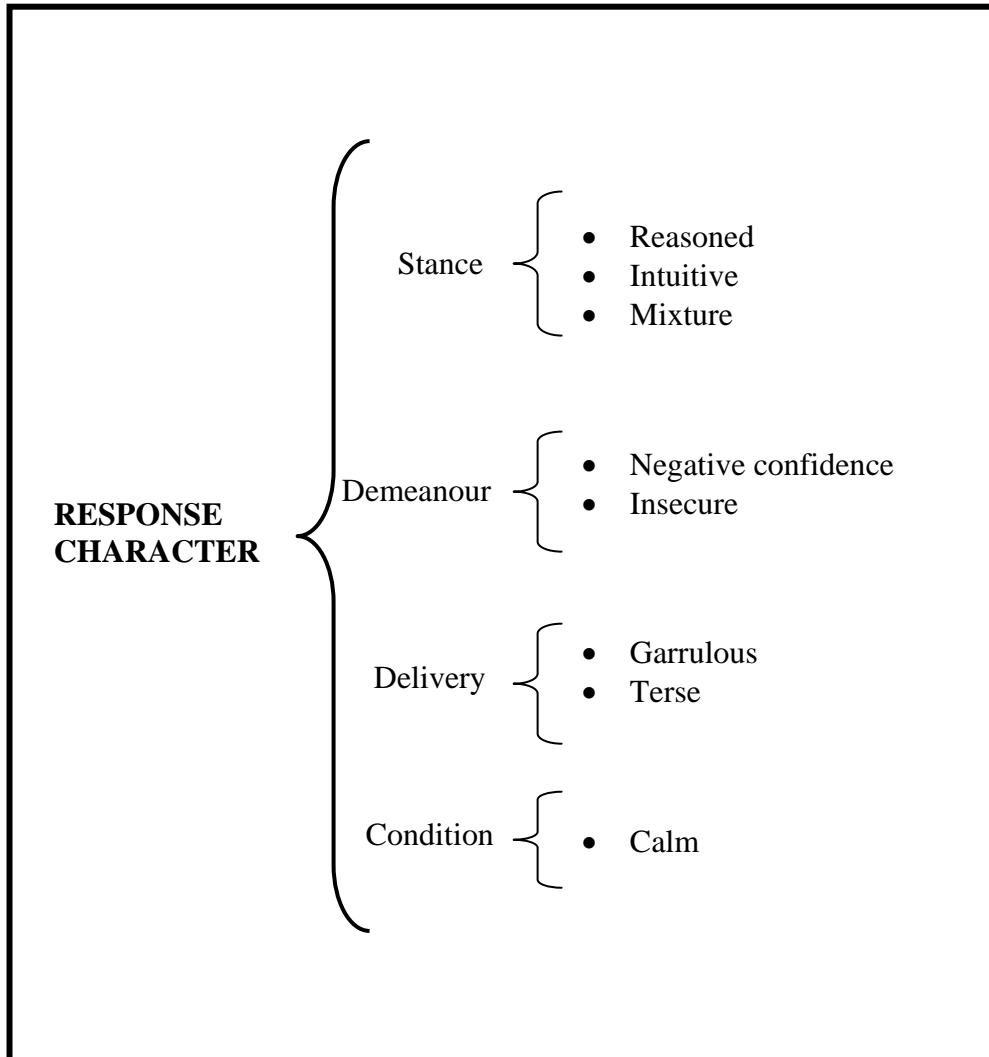 RESPONSE
CHARACTER
Stance
• Reasoned
• Intuitive
• Mixture
Demeanour
• Negative confidence
• Insecure
Delivery
• Garrulous
• Terse
Condition
• Calm